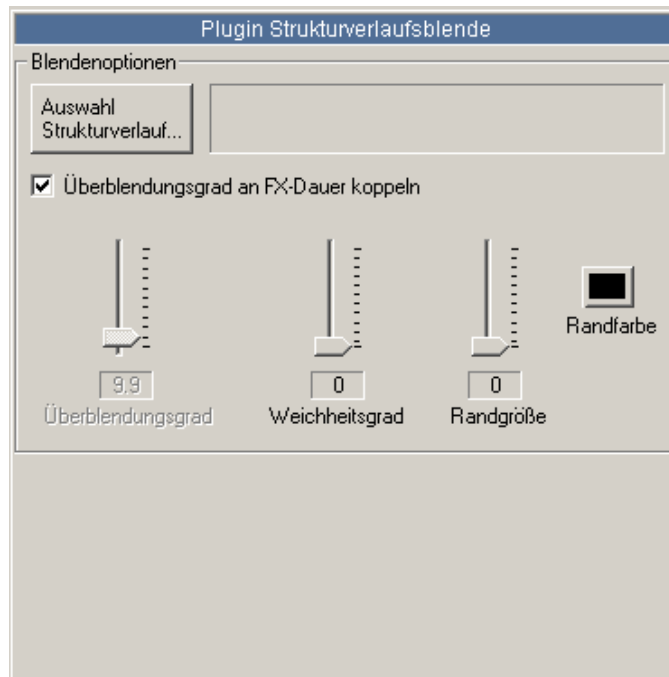 Plugin Strukturverlaufsblende
Blendenoptionen
Auswahl
Strukturverlauf...
Überblendungsgrad an FX-Dauer koppeln
Randfarbe
9.9
0
0
Überblendungsgrad
Weichheitsgrad
Randgröße